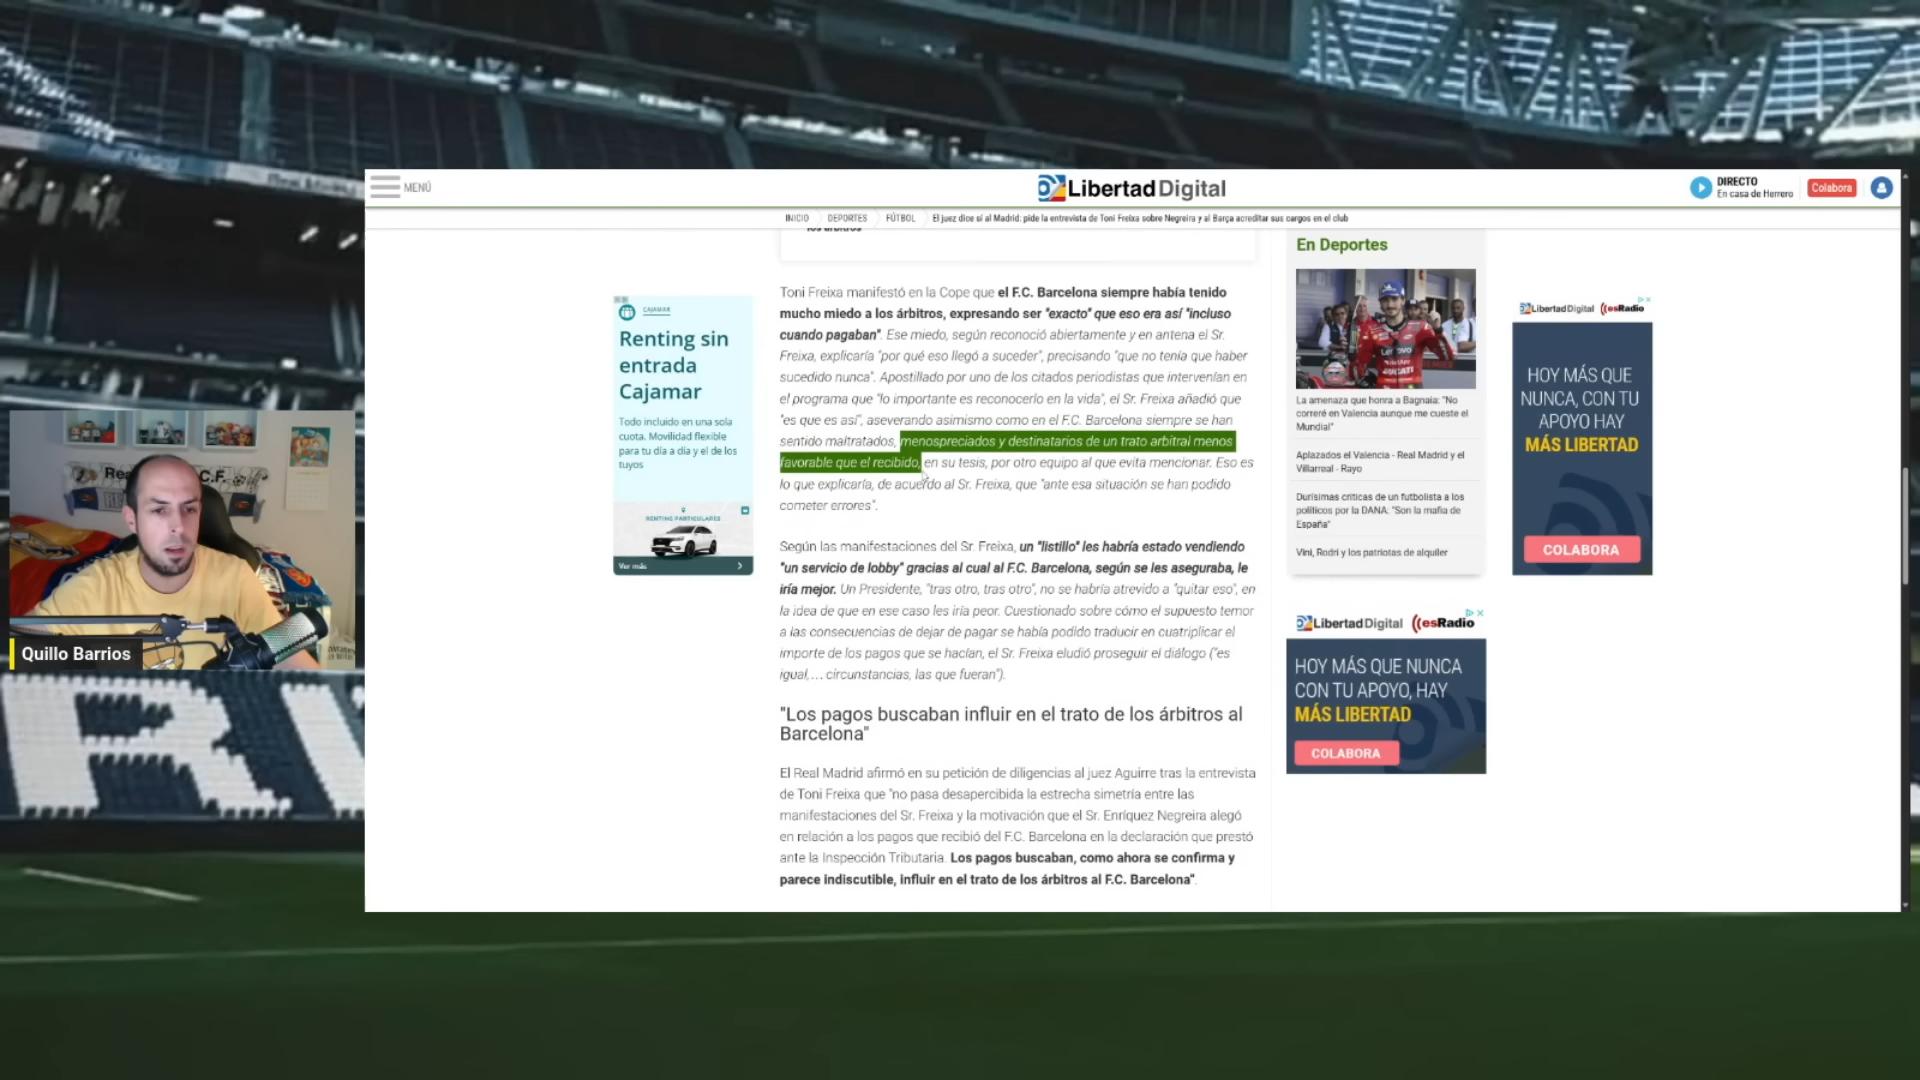 MENÚ
LibertadDigital
DIRECTO
En casa de Herrero
Colabora
INICIO
DEPORTES
FÚTBOL
El juez dice sí al Madrid: pide la entrevista de Toni Freixa sobre Negreira y al Barça acreditar sus cargos en el club
los árbitros
Toni Freixa manifestó en la Cope que el F.C. Barcelona siempre había tenido
mucho miedo a los árbitros, expresando ser "exacto" que eso era así "incluso
cuando pagaban". Ese miedo, según reconoció abiertamente y en antena el Sr.
Freixa, explicaría "por qué eso llegó a suceder", precisando "que no tenía que haber
sucedido nunca". Apostillado por uno de los citados periodistas que intervenían en
el programa que "lo importante es reconocerlo en la vida", el Sr. Freixa añadió que
"es que es así", aseverando asimismo como en el F.C. Barcelona siempre se han
sentido maltratados, menospreciados y destinatarios de un trato arbitral menos
favorable que el recibido, en su tesis, por otro equipo al que evita mencionar. Eso es
lo que explicaría, de acuerdo al Sr. Freixa, que "ante esa situación se han podido
cometer errores".
Según las manifestaciones del Sr. Freixa, un "listillo" les habría estado vendiendo
"un servicio de lobby" gracias al cual al F.C. Barcelona, según se les aseguraba, le
iría mejor. Un Presidente, "tras otro, tras otro", no se habría atrevido a "quitar eso", en
la idea de que en ese caso les iría peor. Cuestionado sobre cómo el supuesto temor
a las consecuencias de dejar de pagar se había podido traducir en cuatriplicar el
importe de los pagos que se hacían, el Sr. Freixa eludió proseguir el diálogo ("es
igual,... circunstancias, las que fueran").
"Los pagos buscaban influir en el trato de los árbitros al
Barcelona"
El Real Madrid afirmó en su petición de diligencias al juez Aguirre tras la entrevista
de Toni Freixa que "no pasa desapercibida la estrecha simetría entre las
manifestaciones del Sr. Freixa y la motivación que el Sr. Enríquez Negreira alegó
en relación a los pagos que recibió del F.C. Barcelona en la declaración que prestó
ante la Inspección Tributaria. Los pagos buscaban, como ahora se confirma y
parece indiscutible, influir en el trato de los árbitros al F.C. Barcelona".
CAJAMAR
Renting sin
entrada
Cajamar
Todo incluido en una sola
cuota. Movilidad flexible
para tu día a día y el de los
tuyos
RENTING PARTICULARES
Ver más
En Deportes
Lenovo
DUCATI
La amenaza que honra a Bagnaia: "No
correré en Valencia aunque me cueste el
Mundial"
Aplazados el Valencia - Real Madrid y el
Villarreal - Rayo
Durísimas críticas de un futbolista a los
políticos por la DANA: "Son la mafia de
España"
Vini, Rodri y los patriotas de alquiler
LibertadDigital
esRadio
HOY MÁS QUE NUNCA
CON TU APOYO, HAY
MÁS LIBERTAD
COLABORA
LibertadDigital
esRadio
HOY MÁS QUE
NUNCA, CON TU
APOYO HAY
MÁS LIBERTAD
COLABORA
Rea
C.F.
Quillo Barrios